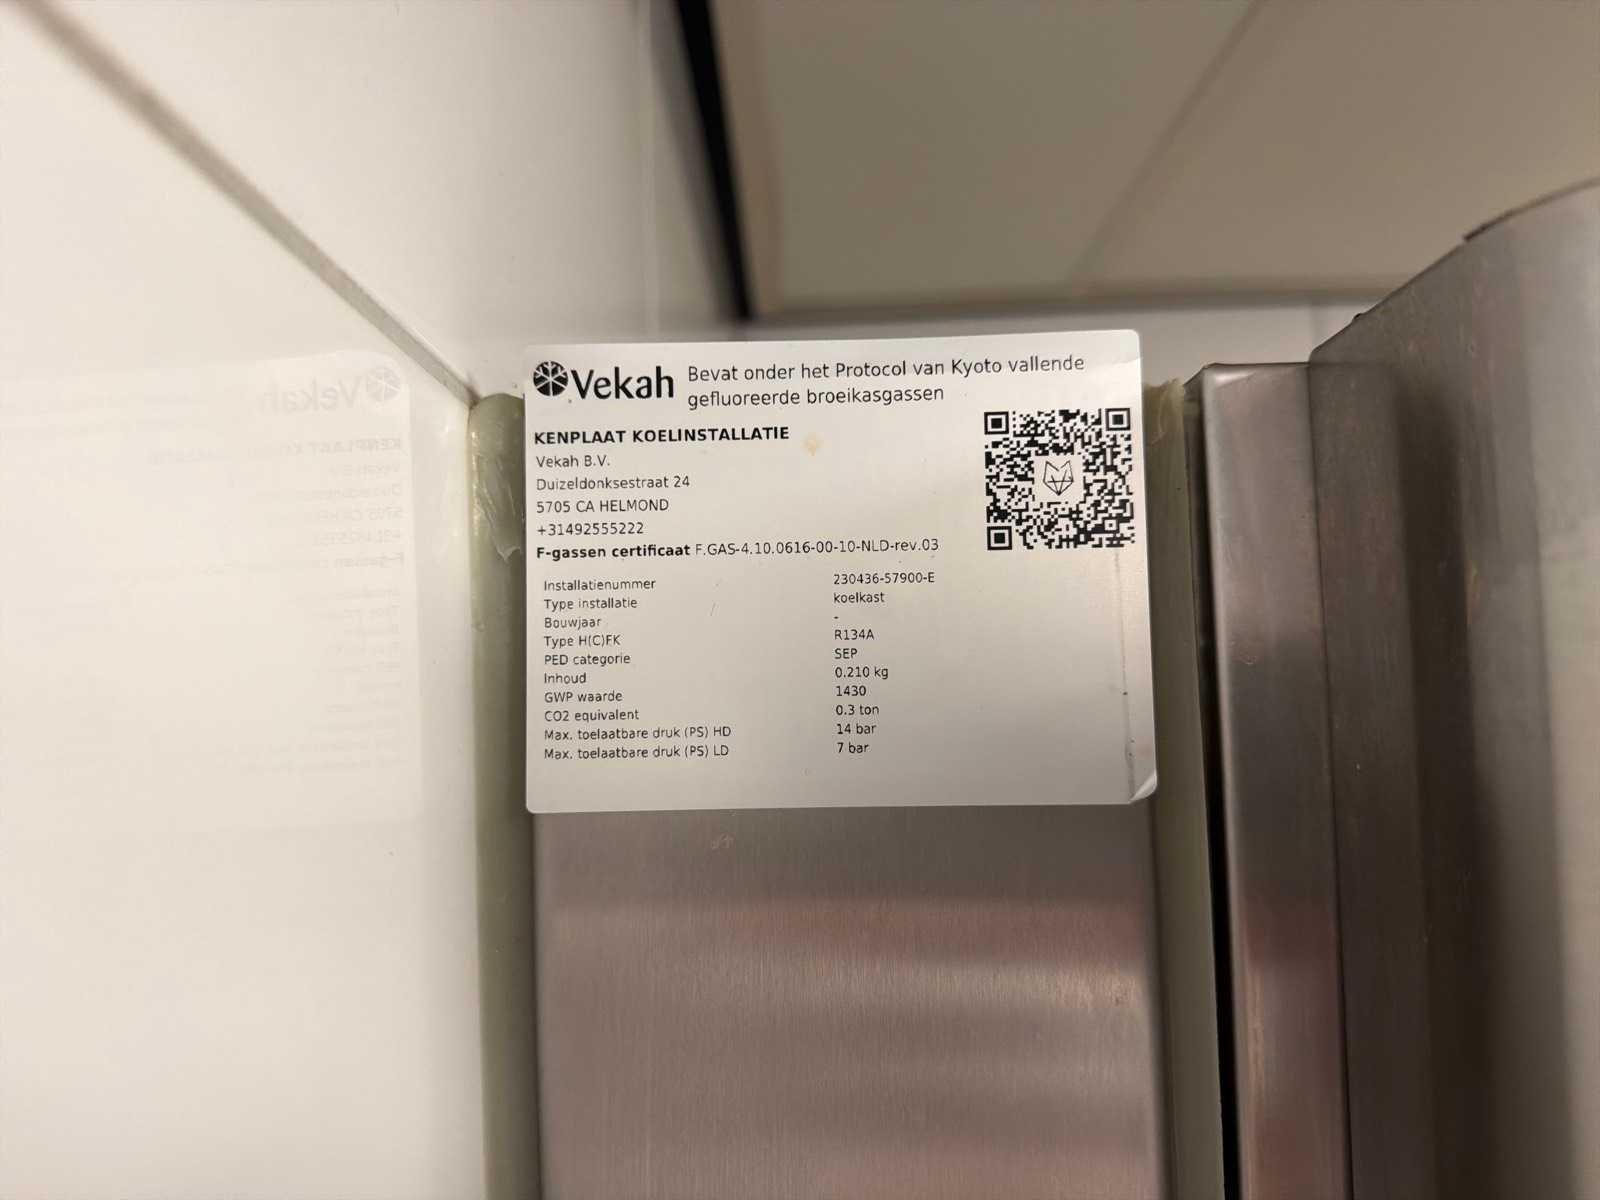 Vekah
Bevat onder het Protocol van Kyoto vallende
gefluoreerde broeikasgassen
KENPLAAT KOELINSTALLATIE
Vekah B.V.
Duizeldonksestraat 24
5705 CA HELMOND
+31492555222
F-gassen certificaat F.GAS-4.10.0616-00-10-NLD-rev.03
Installatienummer 230436-57900-E
Type installatie koelkast
Bouwjaar -
Type H(C)FK R134A
PED categorie SEP
Inhoud 0.210 kg
GWP waarde 1430
CO2 equivalent 0.3 ton
Max. toelaatbare druk (PS) HD 14 bar
Max. toelaatbare druk (PS) LD 7 bar